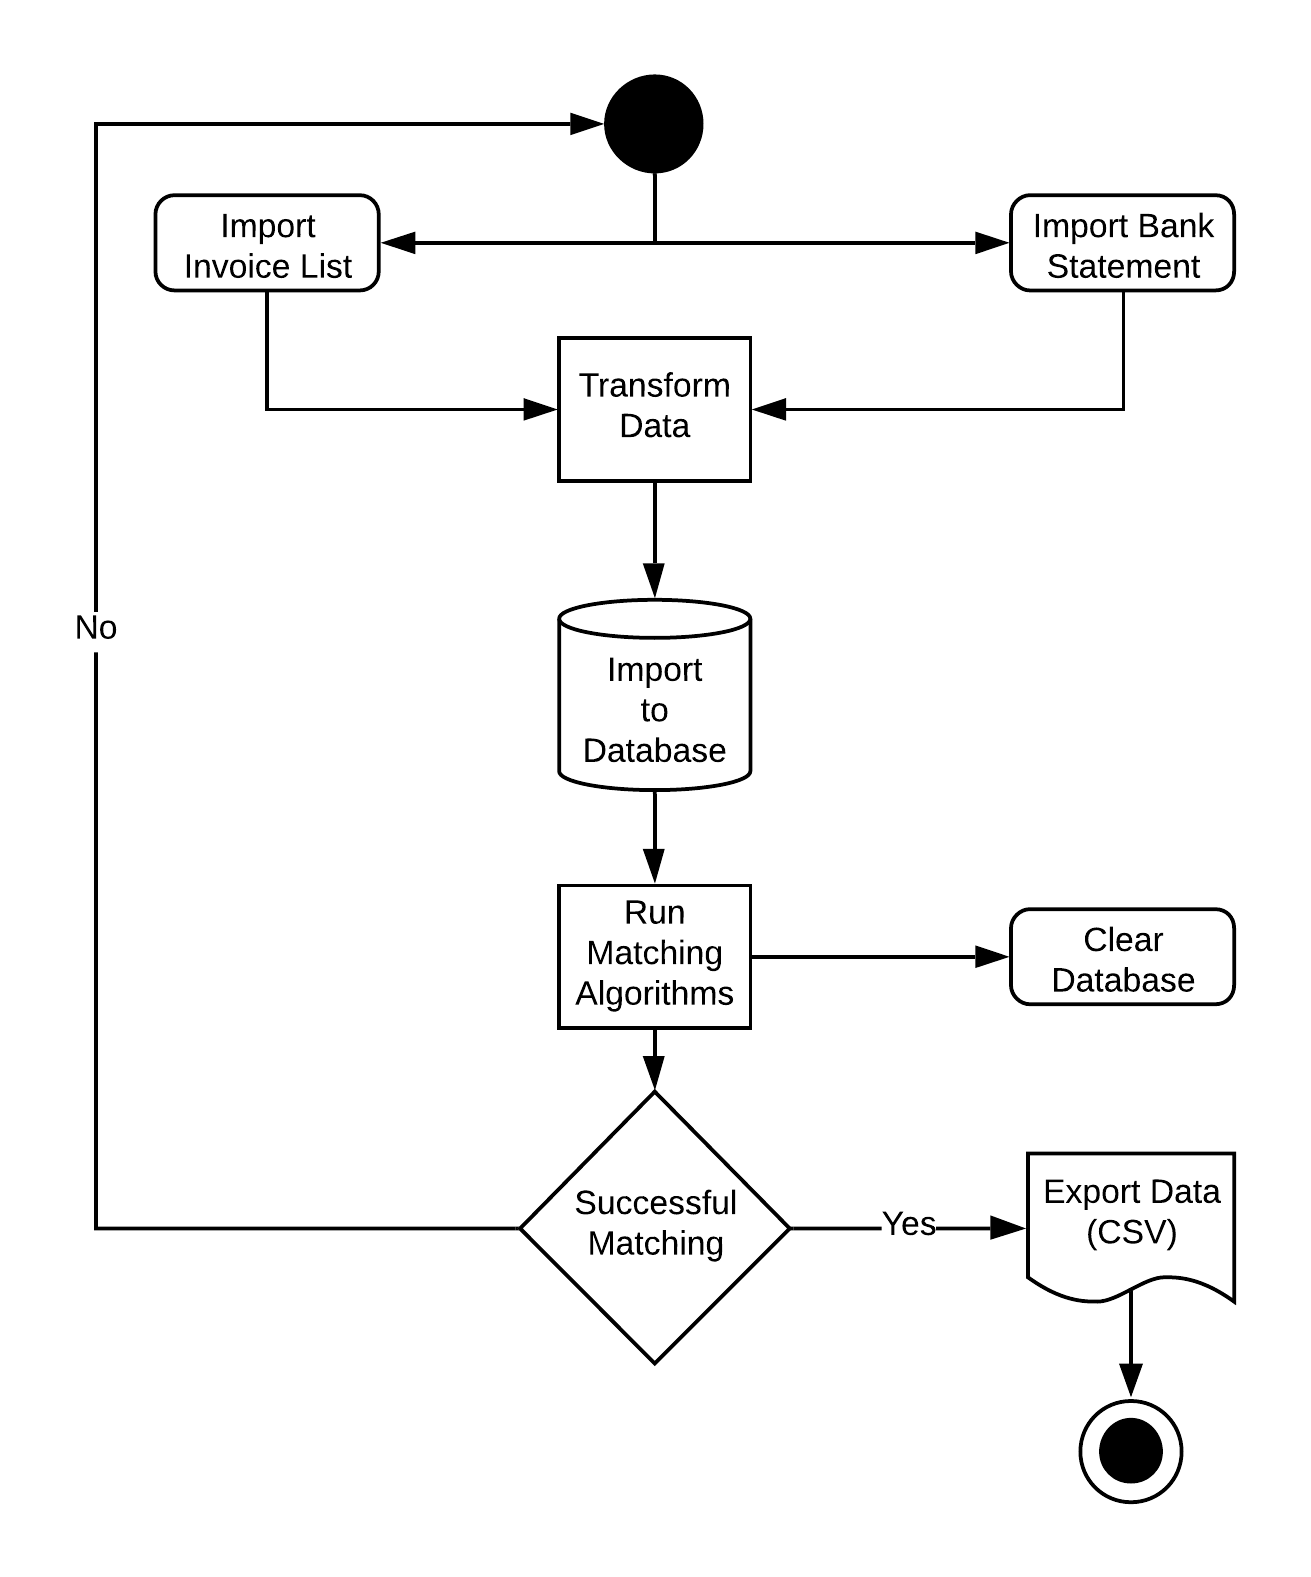 Import
Invoice List
Import Bank
Statement
Transform
Data
No
Import
to
Database
Run
Matching
Algorithms
Clear
Database
Successful
Matching
Yes
Export Data
(CSV)